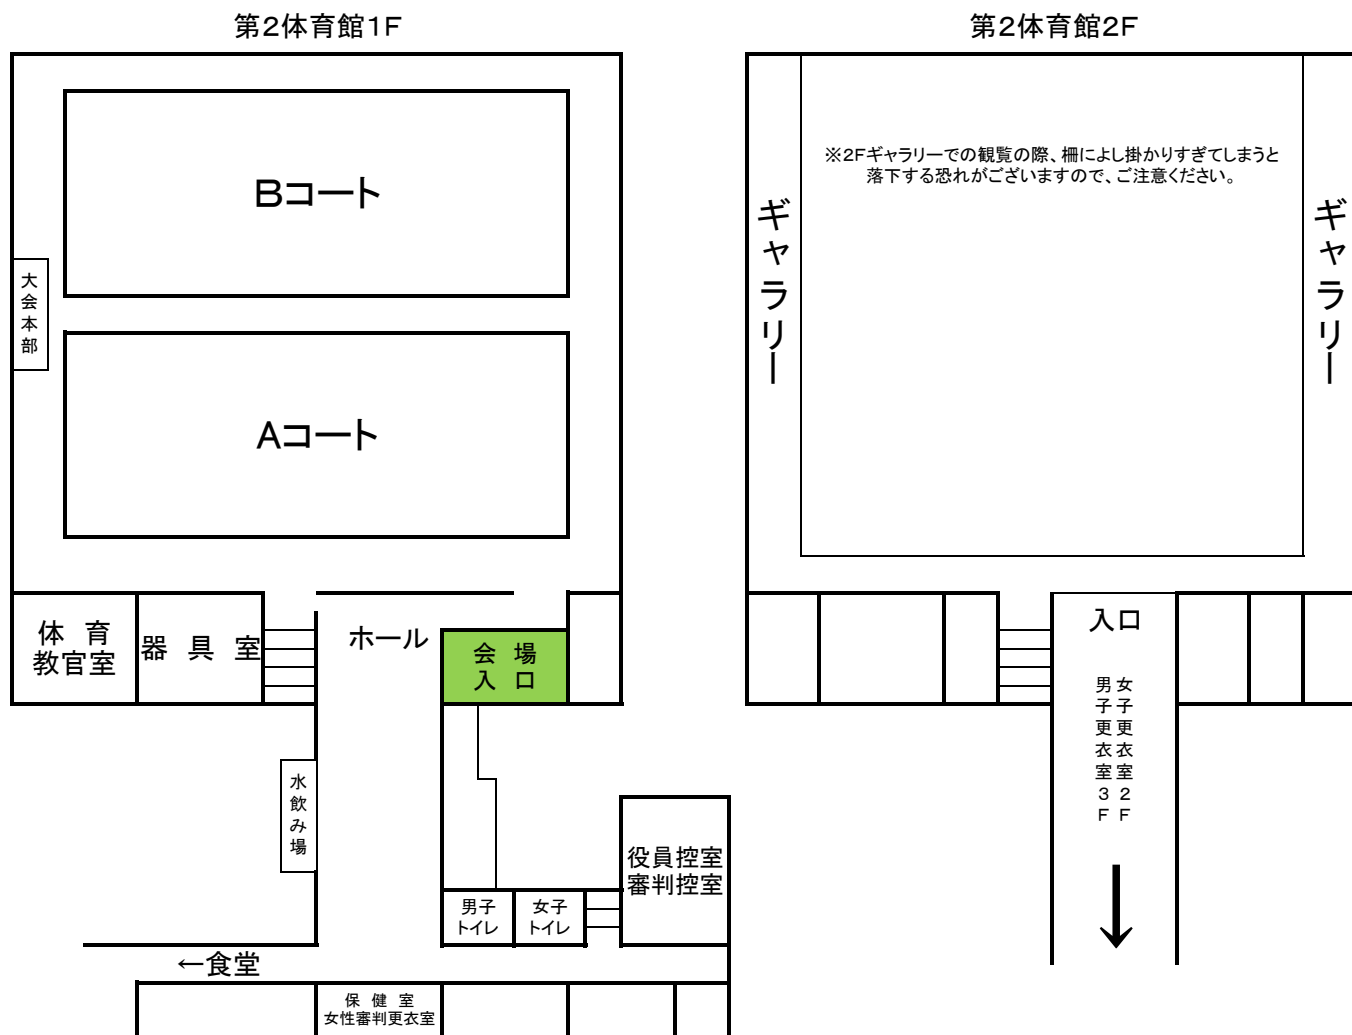 第2体育館1F
Bコート
大会本部
Aコート
体 育
教官室
器 具 室
ホール
会 場
入 口
水飲み場
役員控室
審判控室
男子
トイレ
女子
トイレ
←食堂
保 健 室
女性審判更衣室
第2体育館2F
※2Fギャラリーでの観覧の際、柵によし掛かりすぎてしまうと
落下する恐れがございますので、ご注意ください。
ギャラリー
ギャラリー
入口
女子更衣室2F
男子更衣室3F